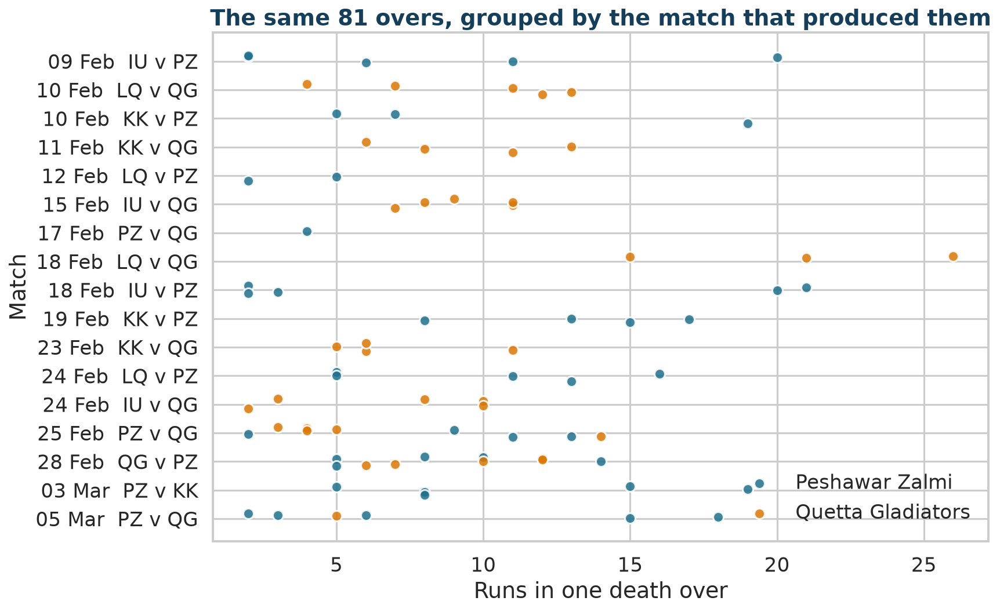 The same 81 overs, grouped by the match that produced them
09 Feb  IU v PZ
10 Feb  LQ v QG
10 Feb  KK v PZ
11 Feb  KK v QG
12 Feb  LQ v PZ
15 Feb  IU v QG
17 Feb  PZ v QG
18 Feb  LQ v QG
18 Feb  IU v PZ
19 Feb  KK v PZ
23 Feb  KK v QG
24 Feb  LQ v PZ
24 Feb  IU v QG
25 Feb  PZ v QG
28 Feb  QG v PZ
03 Mar  PZ v KK
05 Mar  PZ v QG
Match
Peshawar Zalmi
Quetta Gladiators
5 10 15 20 25
Runs in one death over